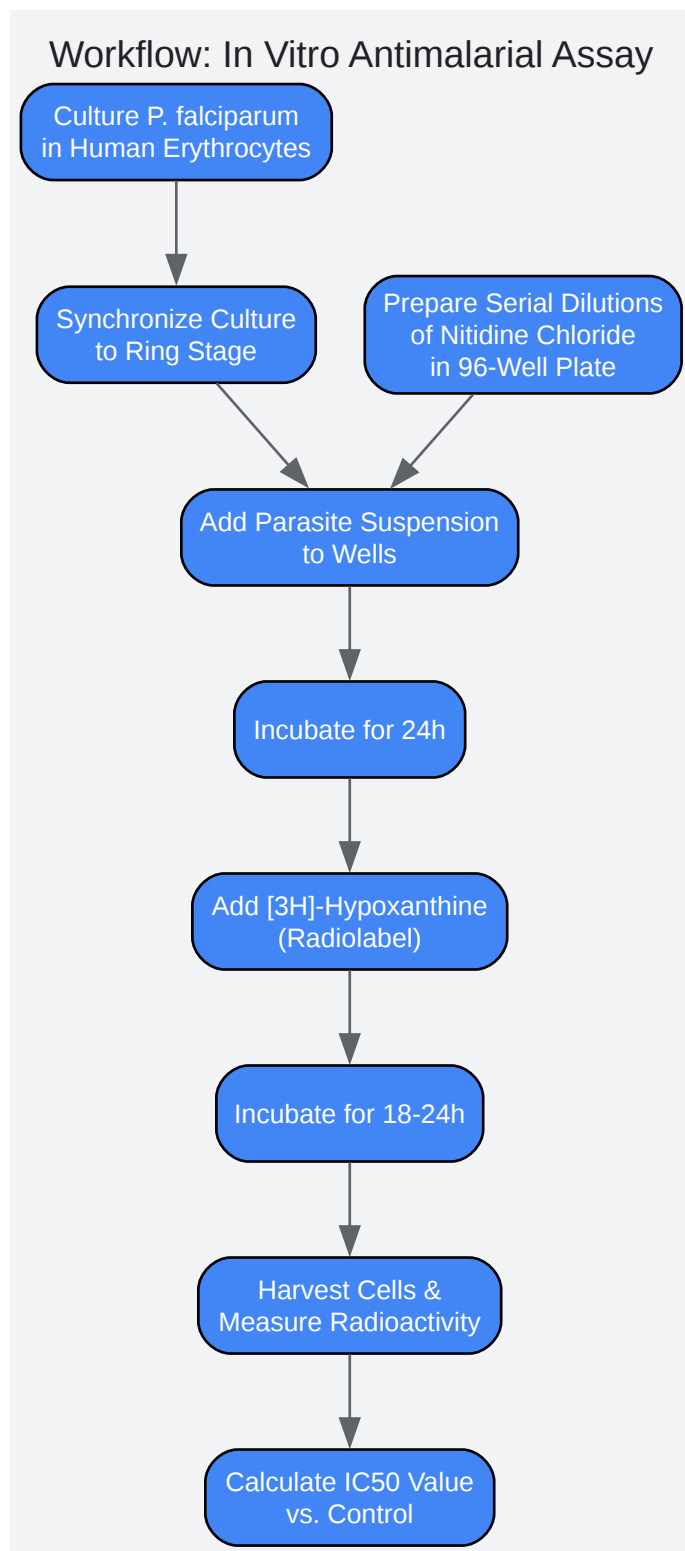 Workflow: In Vitro Antimalarial Assay
Culture P. falciparum
in Human Erythrocytes
Synchronize Culture
to Ring Stage
Prepare Serial Dilutions
of Nitidine Chloride
in 96-Well Plate
Add Parasite Suspension
to Wells
Incubate for 24h
Add [3H]-Hypoxanthine
(Radiolabel)
Incubate for 18-24h
Harvest Cells &
Measure Radioactivity
Calculate IC50 Value
vs. Control